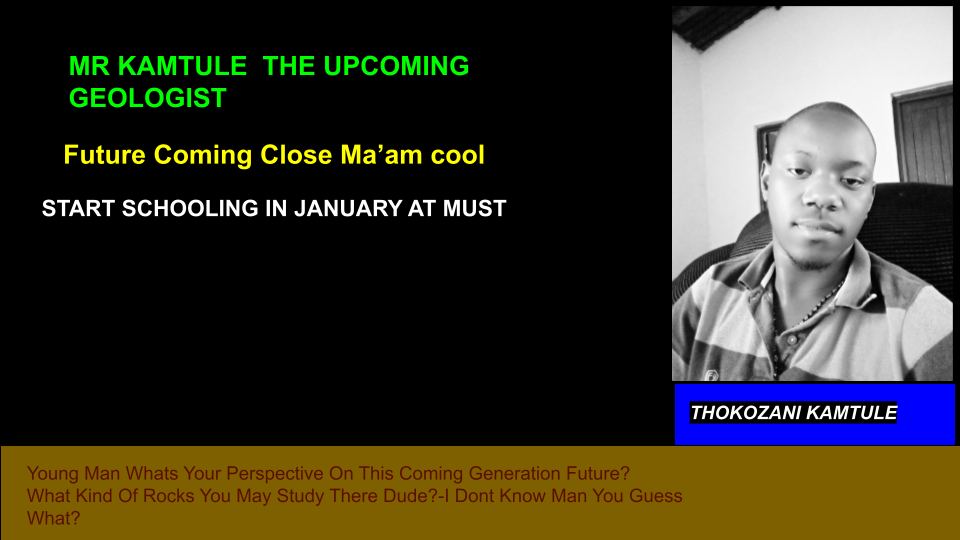 MR KAMTULE  THE UPCOMING
GEOLOGIST
Future Coming Close Ma’am cool
START SCHOOLING IN JANUARY AT MUST
THOKOZANI KAMTULE
Young Man Whats Your Perspective On This Coming Generation Future?
What Kind Of Rocks You May Study There Dude?-I Dont Know Man You Guess
What?